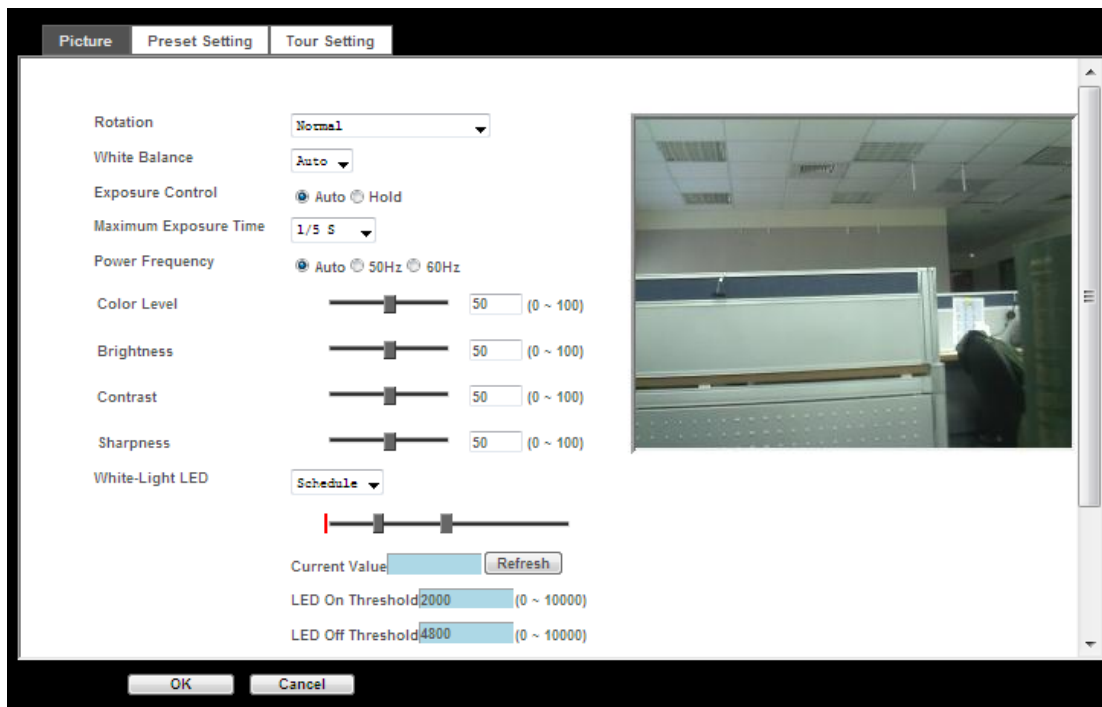 Picture Preset Setting Tour Setting
Rotation Normal
White Balance Auto
Exposure Control Auto Hold
Maximum Exposure Time 1/5 S
Power Frequency Auto 50Hz 60Hz
Color Level 50 (0 ~ 100)
Brightness 50 (0 ~ 100)
Contrast 50 (0 ~ 100)
Sharpness 50 (0 ~ 100)
White-Light LED Schedule
Current Value Refresh
LED On Threshold 2000 (0 ~ 10000)
LED Off Threshold 4800 (0 ~ 10000)
OK Cancel